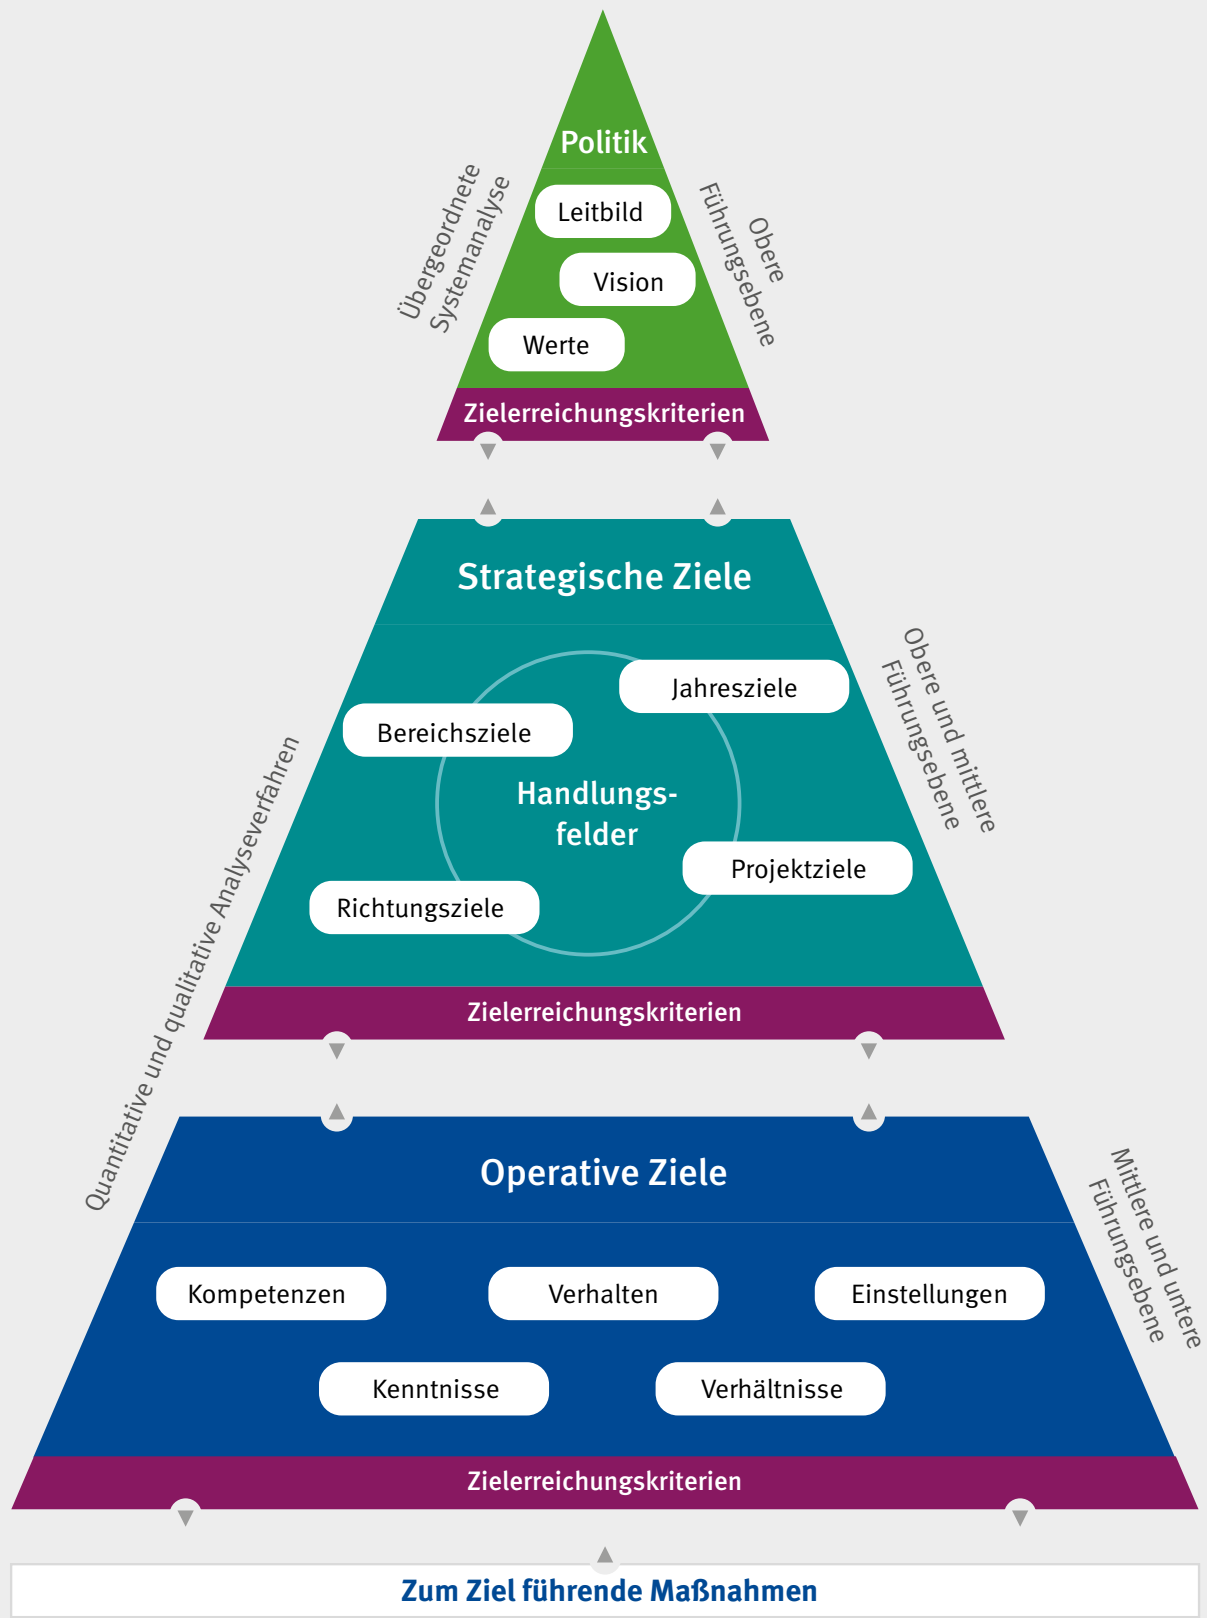 Politik
Übergeordnete
Systemanalyse
Obere
Führungsebene
Leitbild
Vision
Werte
Zielerreichungskriterien
Strategische Ziele
Obere und mittlere
Führungsebene
Jahresziele
Bereichsziele
Handlungs-
felder
Projektziele
Richtungsziele
Quantitative und qualitative Analyseverfahren
Zielerreichungskriterien
Operative Ziele
Mittlere und untere
Führungsebene
Kompetenzen
Verhalten
Einstellungen
Kenntnisse
Verhältnisse
Zielerreichungskriterien
Zum Ziel führende Maßnahmen